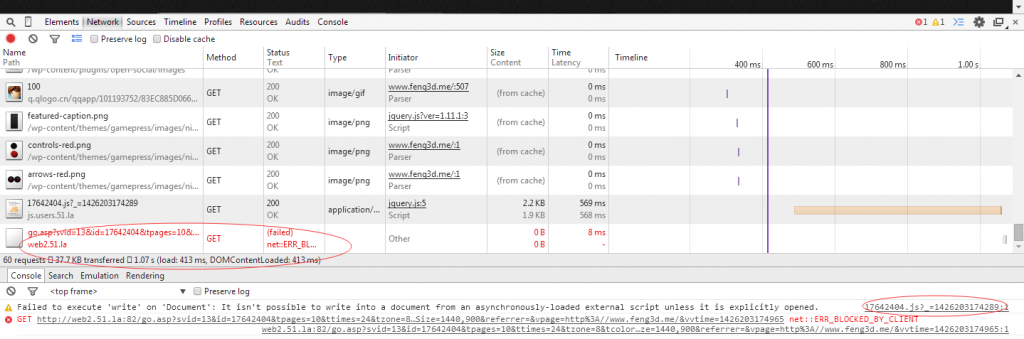 Elements Network Sources Timeline Profiles Resources Audits Console 1 1
Preserve log Disable cache
Name Path Method Status Text Type Initiator Size Content Time Latency Timeline 400 ms 600 ms 800 ms 1.00 s
/wp-content/plugins/open-social/images OK Parser 0 ms
100 GET 200 image/gif www.feng3d.me/:507 (from cache) 0 ms
q.qlogo.cn/qqapp/101193752/83EC885D066... OK Parser 0 ms
featured-caption.png GET 200 image/png jquery.js?ver=1.11.1:3 (from cache) 0 ms
/wp-content/themes/gamepress/images/ni... OK Script 0 ms
controls-red.png GET 200 image/png www.feng3d.me/:1 (from cache) 0 ms
/wp-content/themes/gamepress/images/ni... OK Parser 0 ms
arrows-red.png GET 200 image/png www.feng3d.me/:1 (from cache) 0 ms
/wp-content/themes/gamepress/images/ni... OK Parser 0 ms
17642404.js?_=1426203174289 GET 200 application/... jquery.js:5 2.2 KB 569 ms
js.users.51.la OK Script 1.9 KB 568 ms
go.asp?svid=13&id=17642404&tpages=10&... GET (failed) Other 0 B 8 ms
web2.51.la net::ERR_BL... 0 B -
60 requests 37.7 KB transferred 1.07 s (load: 413 ms, DOMContentLoaded: 413 ms)
Console Search Emulation Rendering
<top frame> Preserve log
Failed to execute 'write' on 'Document': It isn't possible to write into a document from an asynchronously-loaded external script unless it is explicitly opened. 17642404.js?_=1426203174289:1
GET http://web2.51.la:82/go.asp?svid=13&id=17642404&tpages=10&ttimes=24&tzone=8…Size=1440,900&referrer=&vpage=http%3A//www.feng3d.me/&vvtime=1426203174965 net::ERR_BLOCKED_BY_CLIENT
web2.51.la:82/go.asp?svid=13&id=17642404&tpages=10&ttimes=24&tzone=8&tcolor…ze=1440,900&referrer=&vpage=http%3A//www.feng3d.me/&vvtime=1426203174965:1